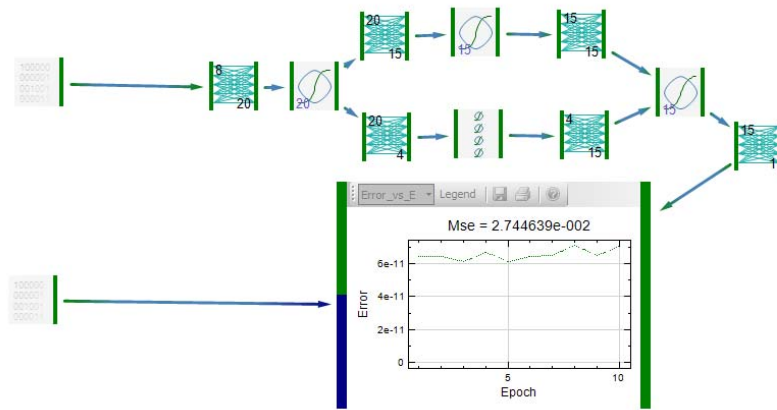 100000
000001
001001
000011
8
20
20
20
15
15
15
15
15
15
1
20
4
Ø
Ø
Ø
Ø
4
15
Error_vs_E Legend
Mse = 2.744639e-002
Error
6e-11
4e-11
2e-11
0
5
10
Epoch
100000
000001
001001
000011